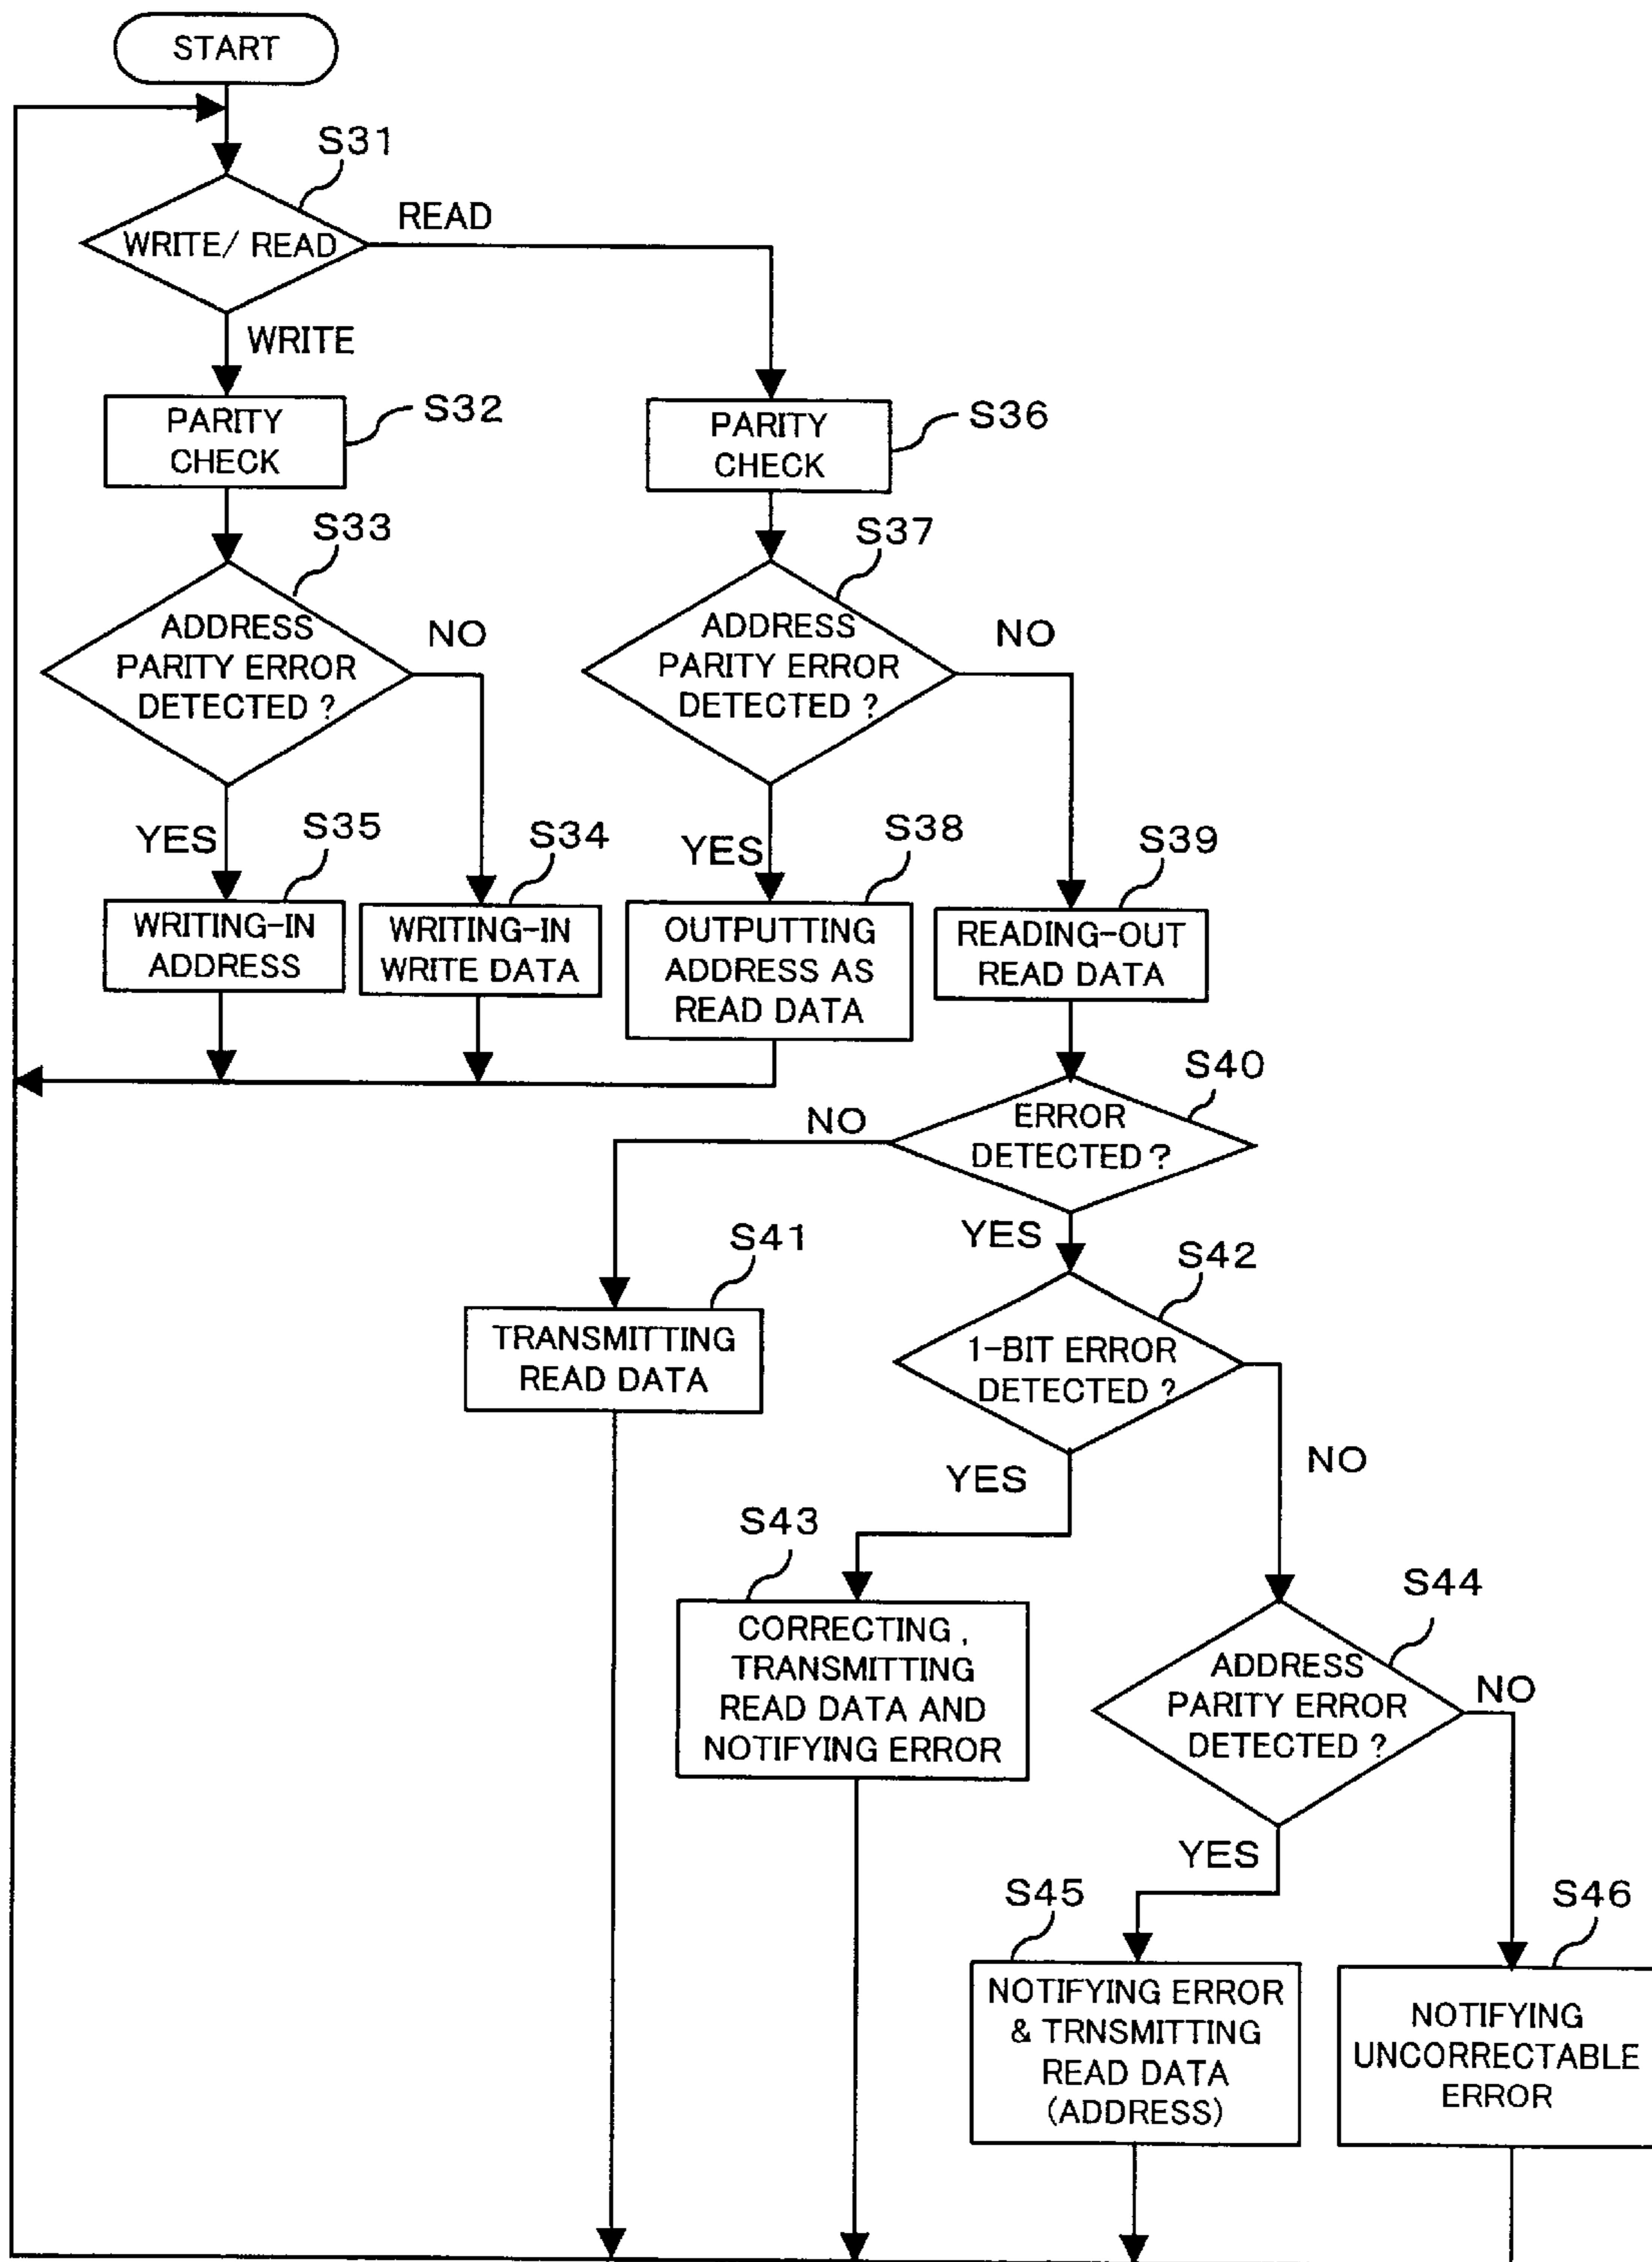 START
S31
WRITE/ READ
READ
WRITE
PARITY
CHECK
S32
PARITY
CHECK
S36
S33
ADDRESS
PARITY ERROR
DETECTED ?
NO
S37
ADDRESS
PARITY ERROR
DETECTED ?
NO
YES
S35
S34
YES
S38
S39
WRITING-IN
ADDRESS
WRITING-IN
WRITE DATA
OUTPUTTING
ADDRESS AS
READ DATA
READING-OUT
READ DATA
S40
ERROR
DETECTED ?
NO
YES
S41
TRANSMITTING
READ DATA
S42
1-BIT ERROR
DETECTED ?
YES
NO
S43
CORRECTING ,
TRANSMITTING
READ DATA AND
NOTIFYING ERROR
S44
ADDRESS
PARITY ERROR
DETECTED ?
NO
YES
S45
NOTIFYING ERROR
& TRNSMITTING
READ DATA
(ADDRESS)
S46
NOTIFYING
UNCORRECTABLE
ERROR